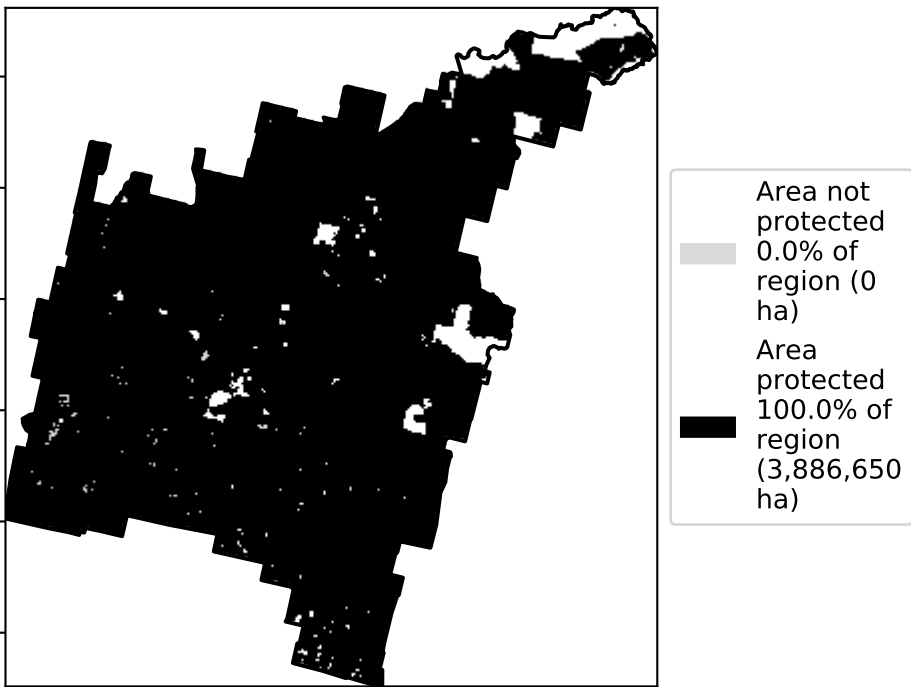 Area not
protected
0.0% of
region (0
ha)
Area
protected
100.0% of
region
(3,886,650
ha)